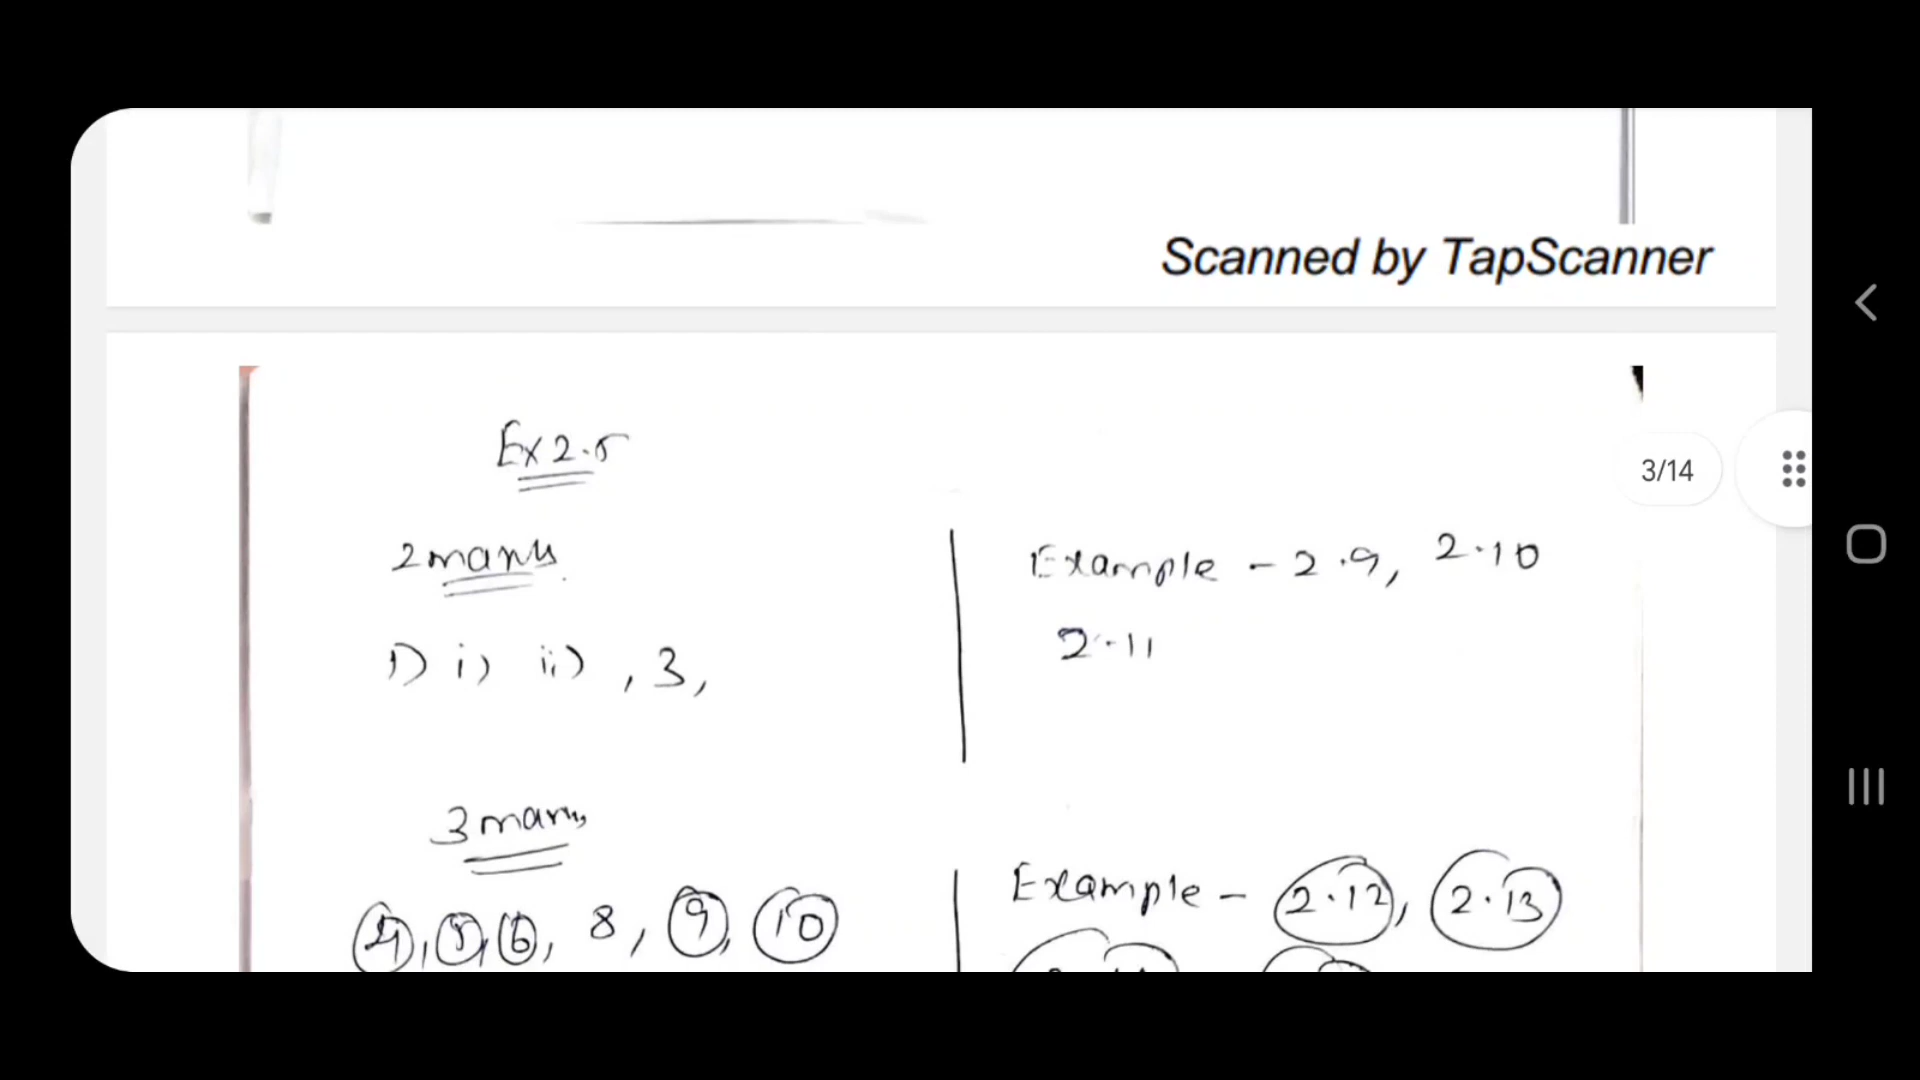 Scanned by TapScanner
3/14
Ex 2.5
2 marks
1) i) ii), 3,
Example - 2.9, 2.10
2.11
3 marks
4, 5, 6, 8, 9, 10
Example - 2.12, 2.13